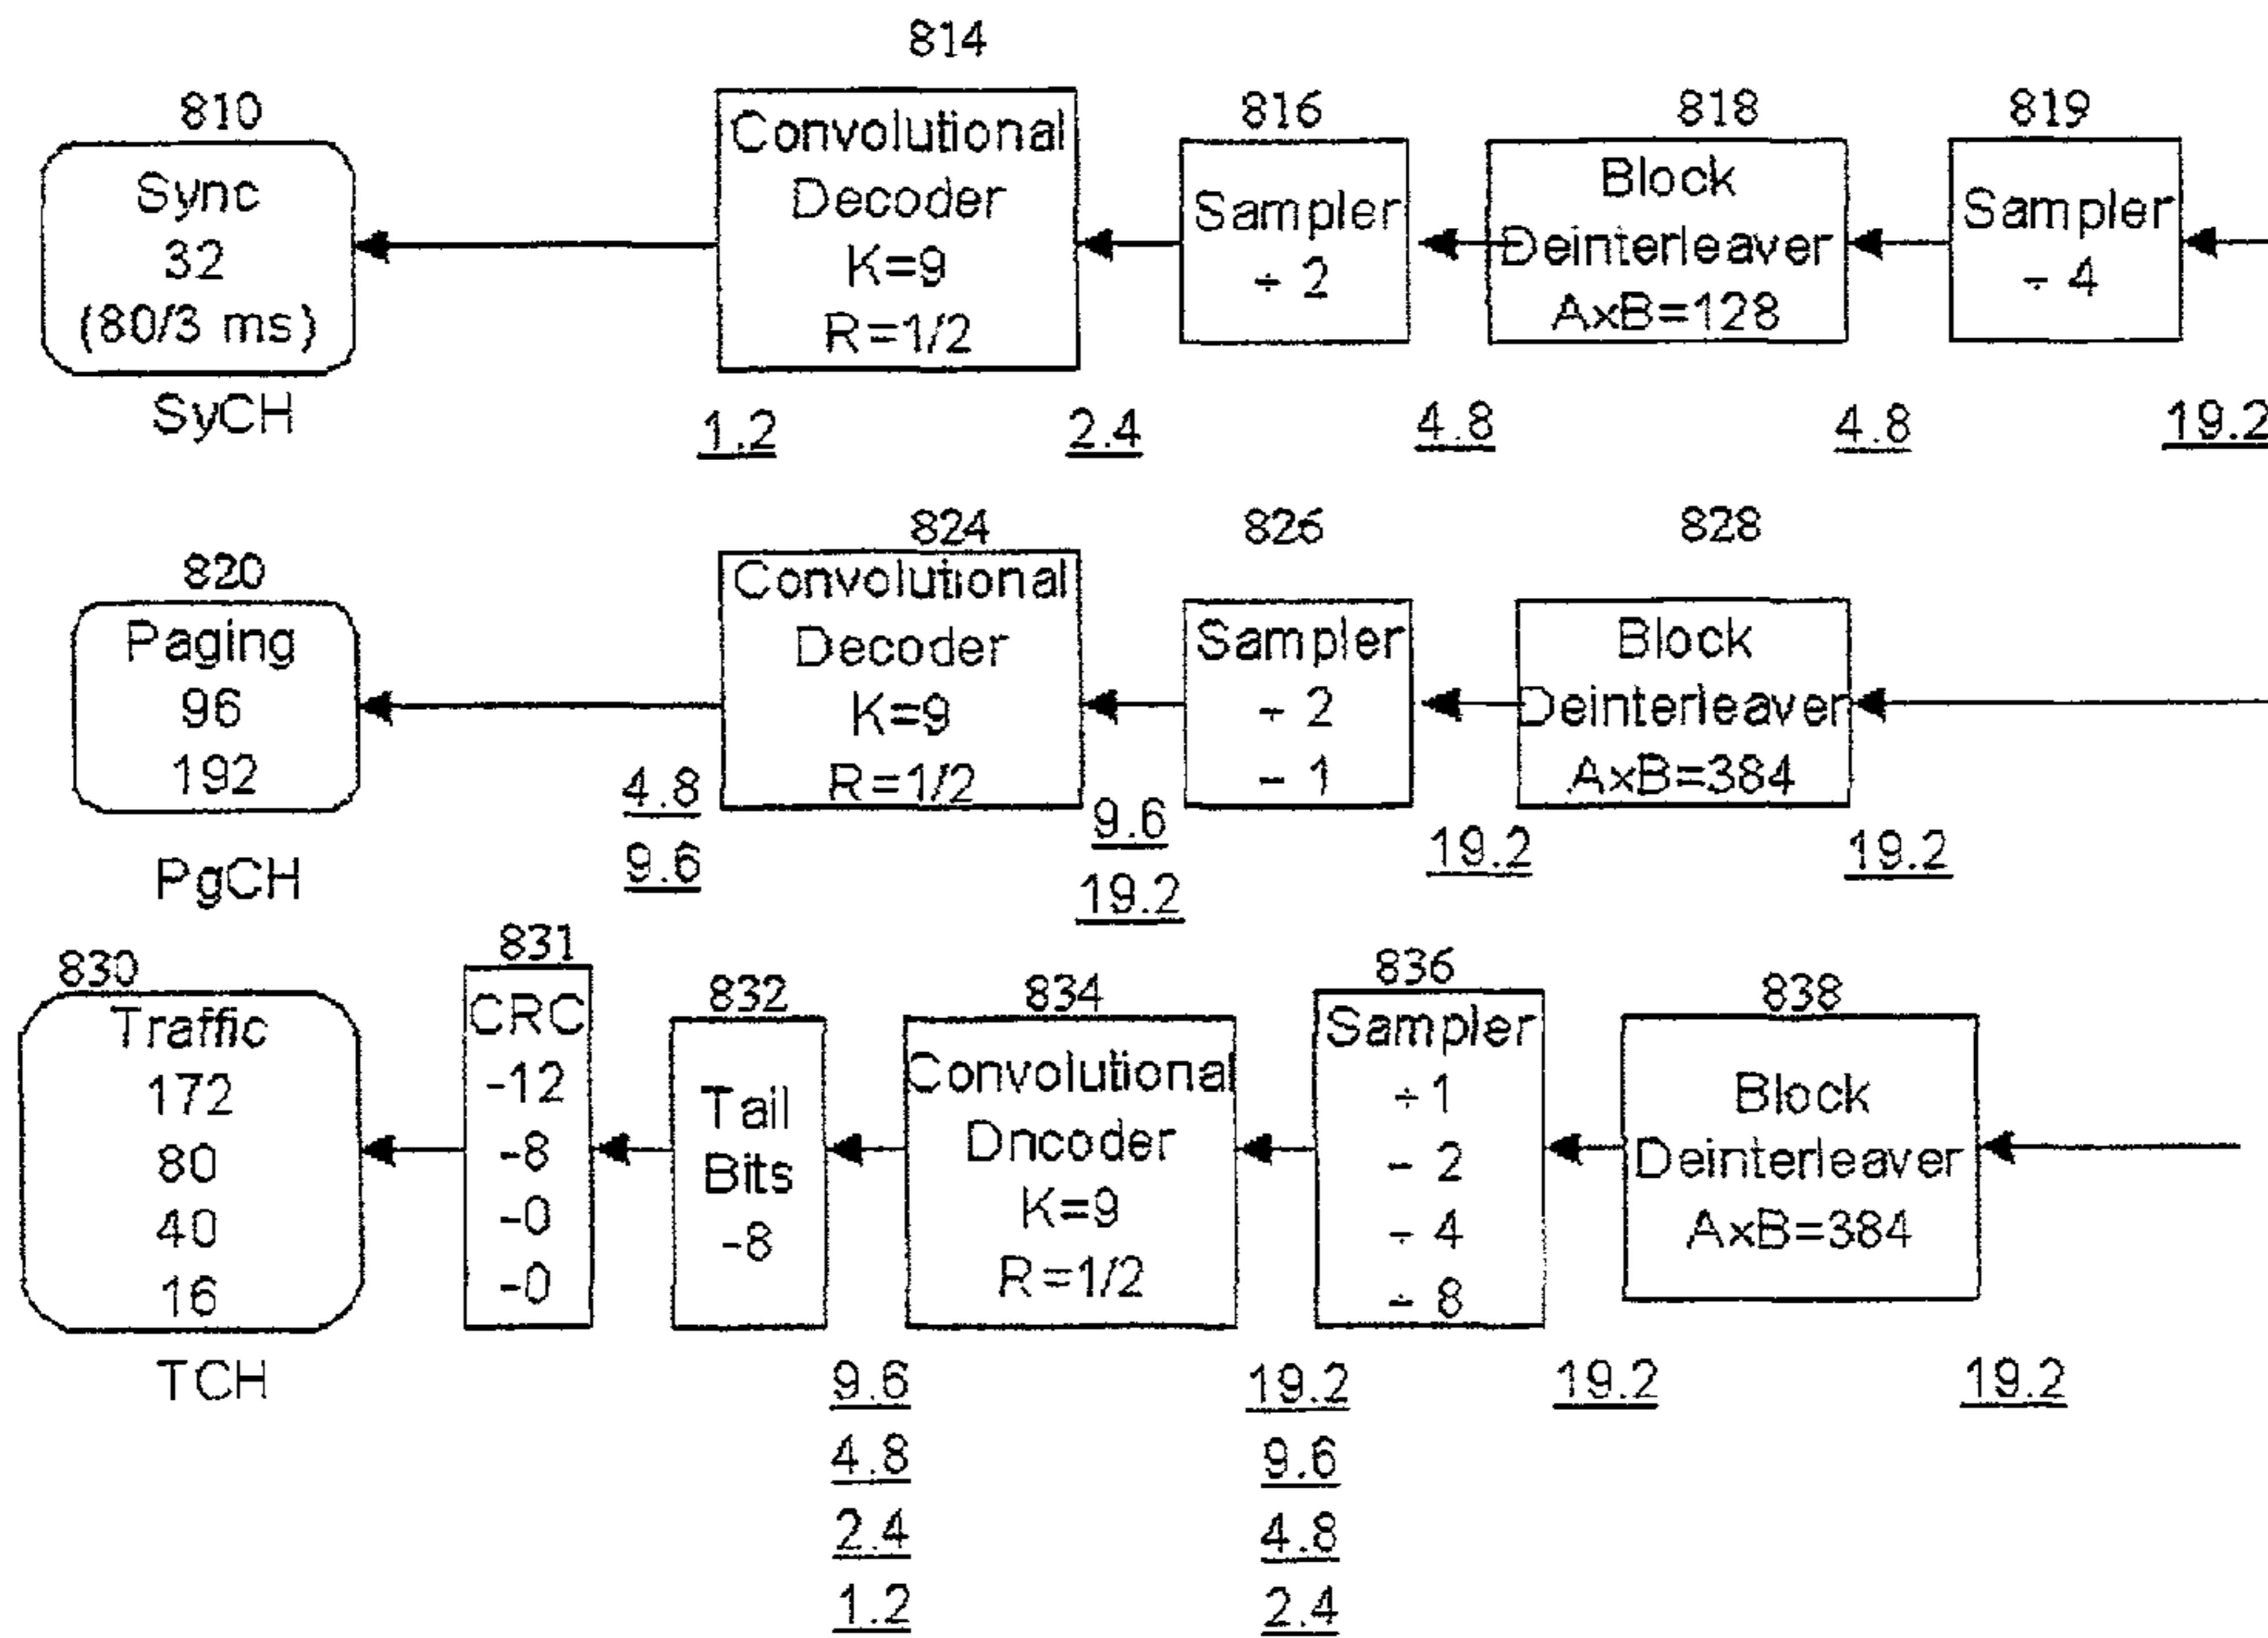 814
810
816
818
819
Sync
32
(80/3 ms)
SyCH
Convolutional
Decoder
K=9
R=1/2
Sampler
÷ 2
Block
Deinterleaver
AxB=128
Sampler
÷ 4
1.2
2.4
4.8
4.8
19.2
820
824
826
828
Paging
96
192
PgCH
Convolutional
Decoder
K=9
R=1/2
Sampler
÷ 2
÷ 1
Block
Deinterleaver
AxB=384
4.8
9.6
9.6
19.2
19.2
19.2
830
831
832
834
836
838
Traffic
172
80
40
16
TCH
CRC
-12
-8
-0
-0
Tail
Bits
-8
Convolutional
Dncoder
K=9
R=1/2
Sampler
÷ 1
÷ 2
÷ 4
÷ 8
Block
Deinterleaver
AxB=384
9.6
4.8
2.4
1.2
19.2
9.6
4.8
2.4
19.2
19.2